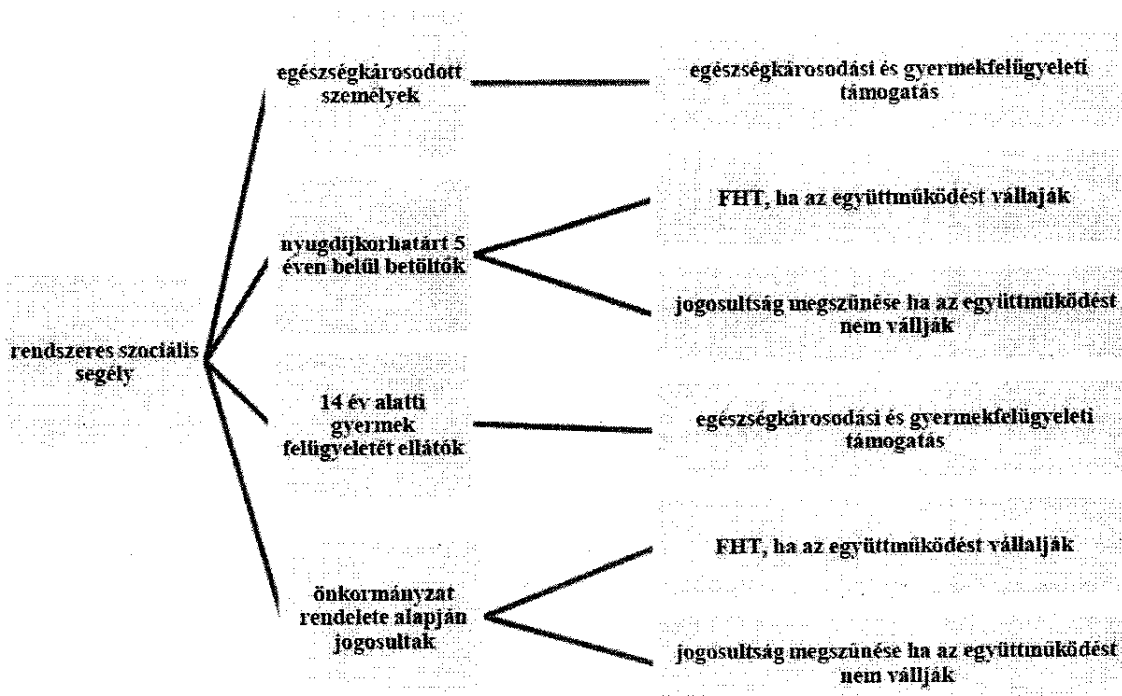 egészségkárosodott
személyek
egészségkárosodási és gyermekfelügyeleti
támogatás
FHT, ha az együttműködést vállaják
nyugdíjkorhatárt 5
éven belül betöltők
jogosultság megszűnése ha az együttműködést
nem vállják
rendszeres szociális
segély
14 év alatti
gyermek
felügyeletét ellátók
egészségkárosodási és gyermekfelügyeleti
támogatás
FHT, ha az együttműködést vállalják
önkormányzat
rendelete alapján
jogosultak
jogosultság megszűnése ha az együttműködést
nem vállják